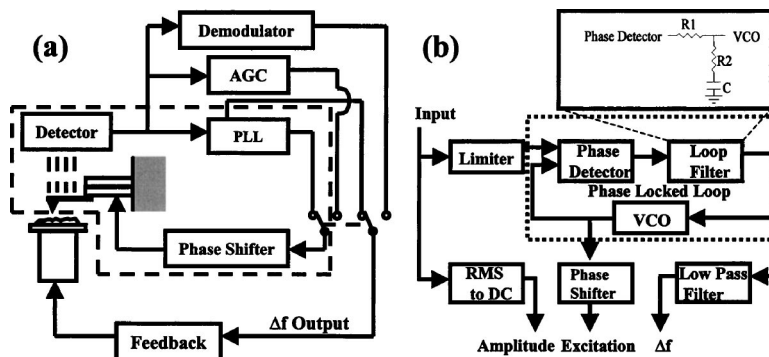 (a)
Demodulator
AGC
Detector
PLL
Phase Shifter
Δf Output
Feedback
(b)
R1
Phase Detector
VCO
R2
C
Input
Limiter
Phase
Detector
Loop
Filter
Phase Locked Loop
VCO
RMS
to DC
Phase
Shifter
Low Pass
Filter
Amplitude Excitation Δf